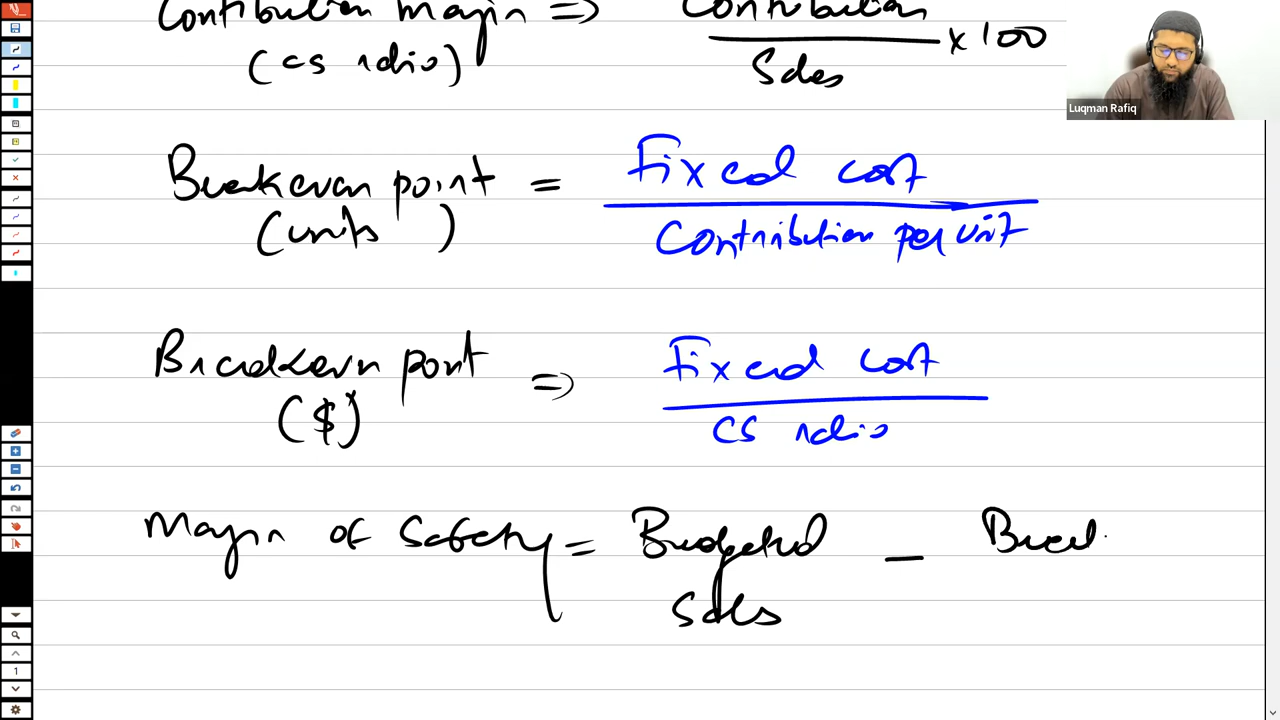 Contribution margin => Contribution × 100
(CS ratio) Sales
Breakeven point = Fixed cost
(units) Contribution per unit
Breakeven point => Fixed cost
($) CS ratio
Margin of Safety = Budgeted -
Sales
Luqman Rafiq
1